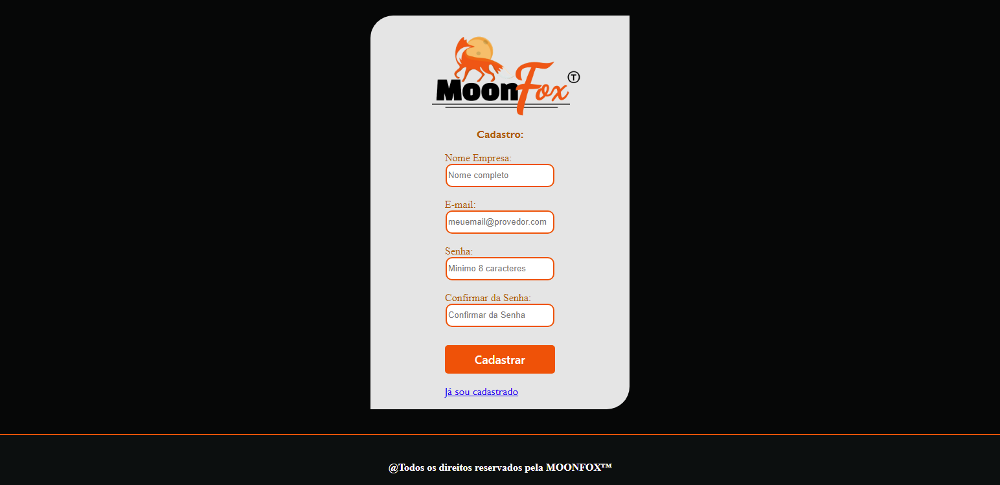 MoonFox Ⓣ
Cadastro:
Nome Empresa:
Nome completo
E-mail:
meuemail@provedor.com
Senha:
Minimo 8 caracteres
Confirmar da Senha:
Confirmar da Senha
Cadastrar
Já sou cadastrado
@Todos os direitos reservados pela MOONFOX™